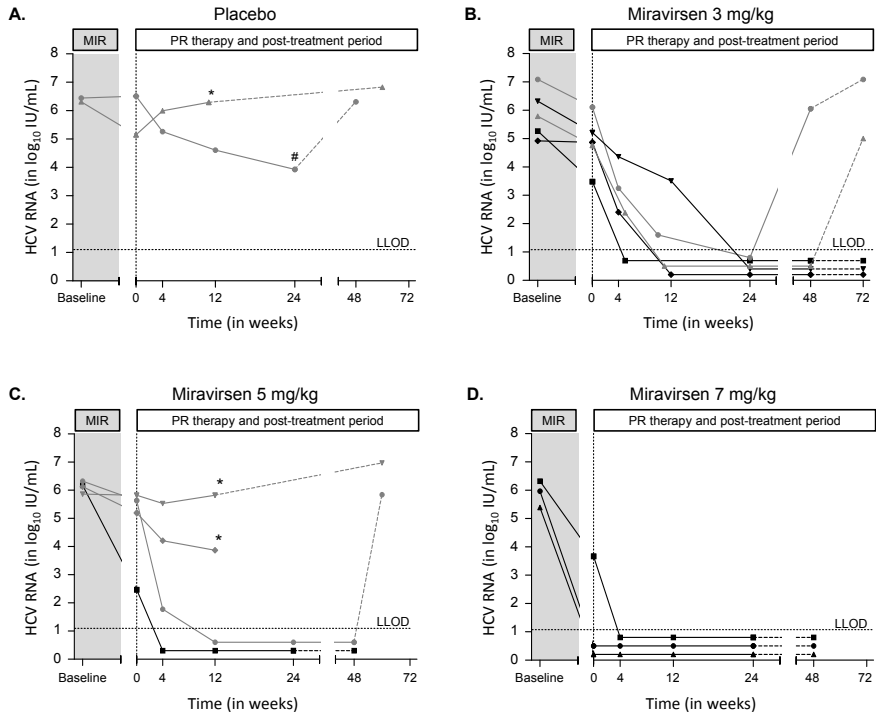 A. Placebo
MIR PR therapy and post-treatment period
HCV RNA (in log10 IU/mL)
8
7
6
5
4
3
2
1
0
*
#
LLOD
Baseline 0 4 12 24 48 72
Time (in weeks)
B. Miravirsen 3 mg/kg
MIR PR therapy and post-treatment period
HCV RNA (in log10 IU/mL)
8
7
6
5
4
3
2
1
0
LLOD
Baseline 0 4 12 24 48 72
Time (in weeks)
C. Miravirsen 5 mg/kg
MIR PR therapy and post-treatment period
HCV RNA (in log10 IU/mL)
8
7
6
5
4
3
2
1
0
*
*
LLOD
Baseline 0 4 12 24 48 72
Time (in weeks)
D. Miravirsen 7 mg/kg
MIR PR therapy and post-treatment period
HCV RNA (in log10 IU/mL)
8
7
6
5
4
3
2
1
0
LLOD
Baseline 0 4 12 24 48 72
Time (in weeks)